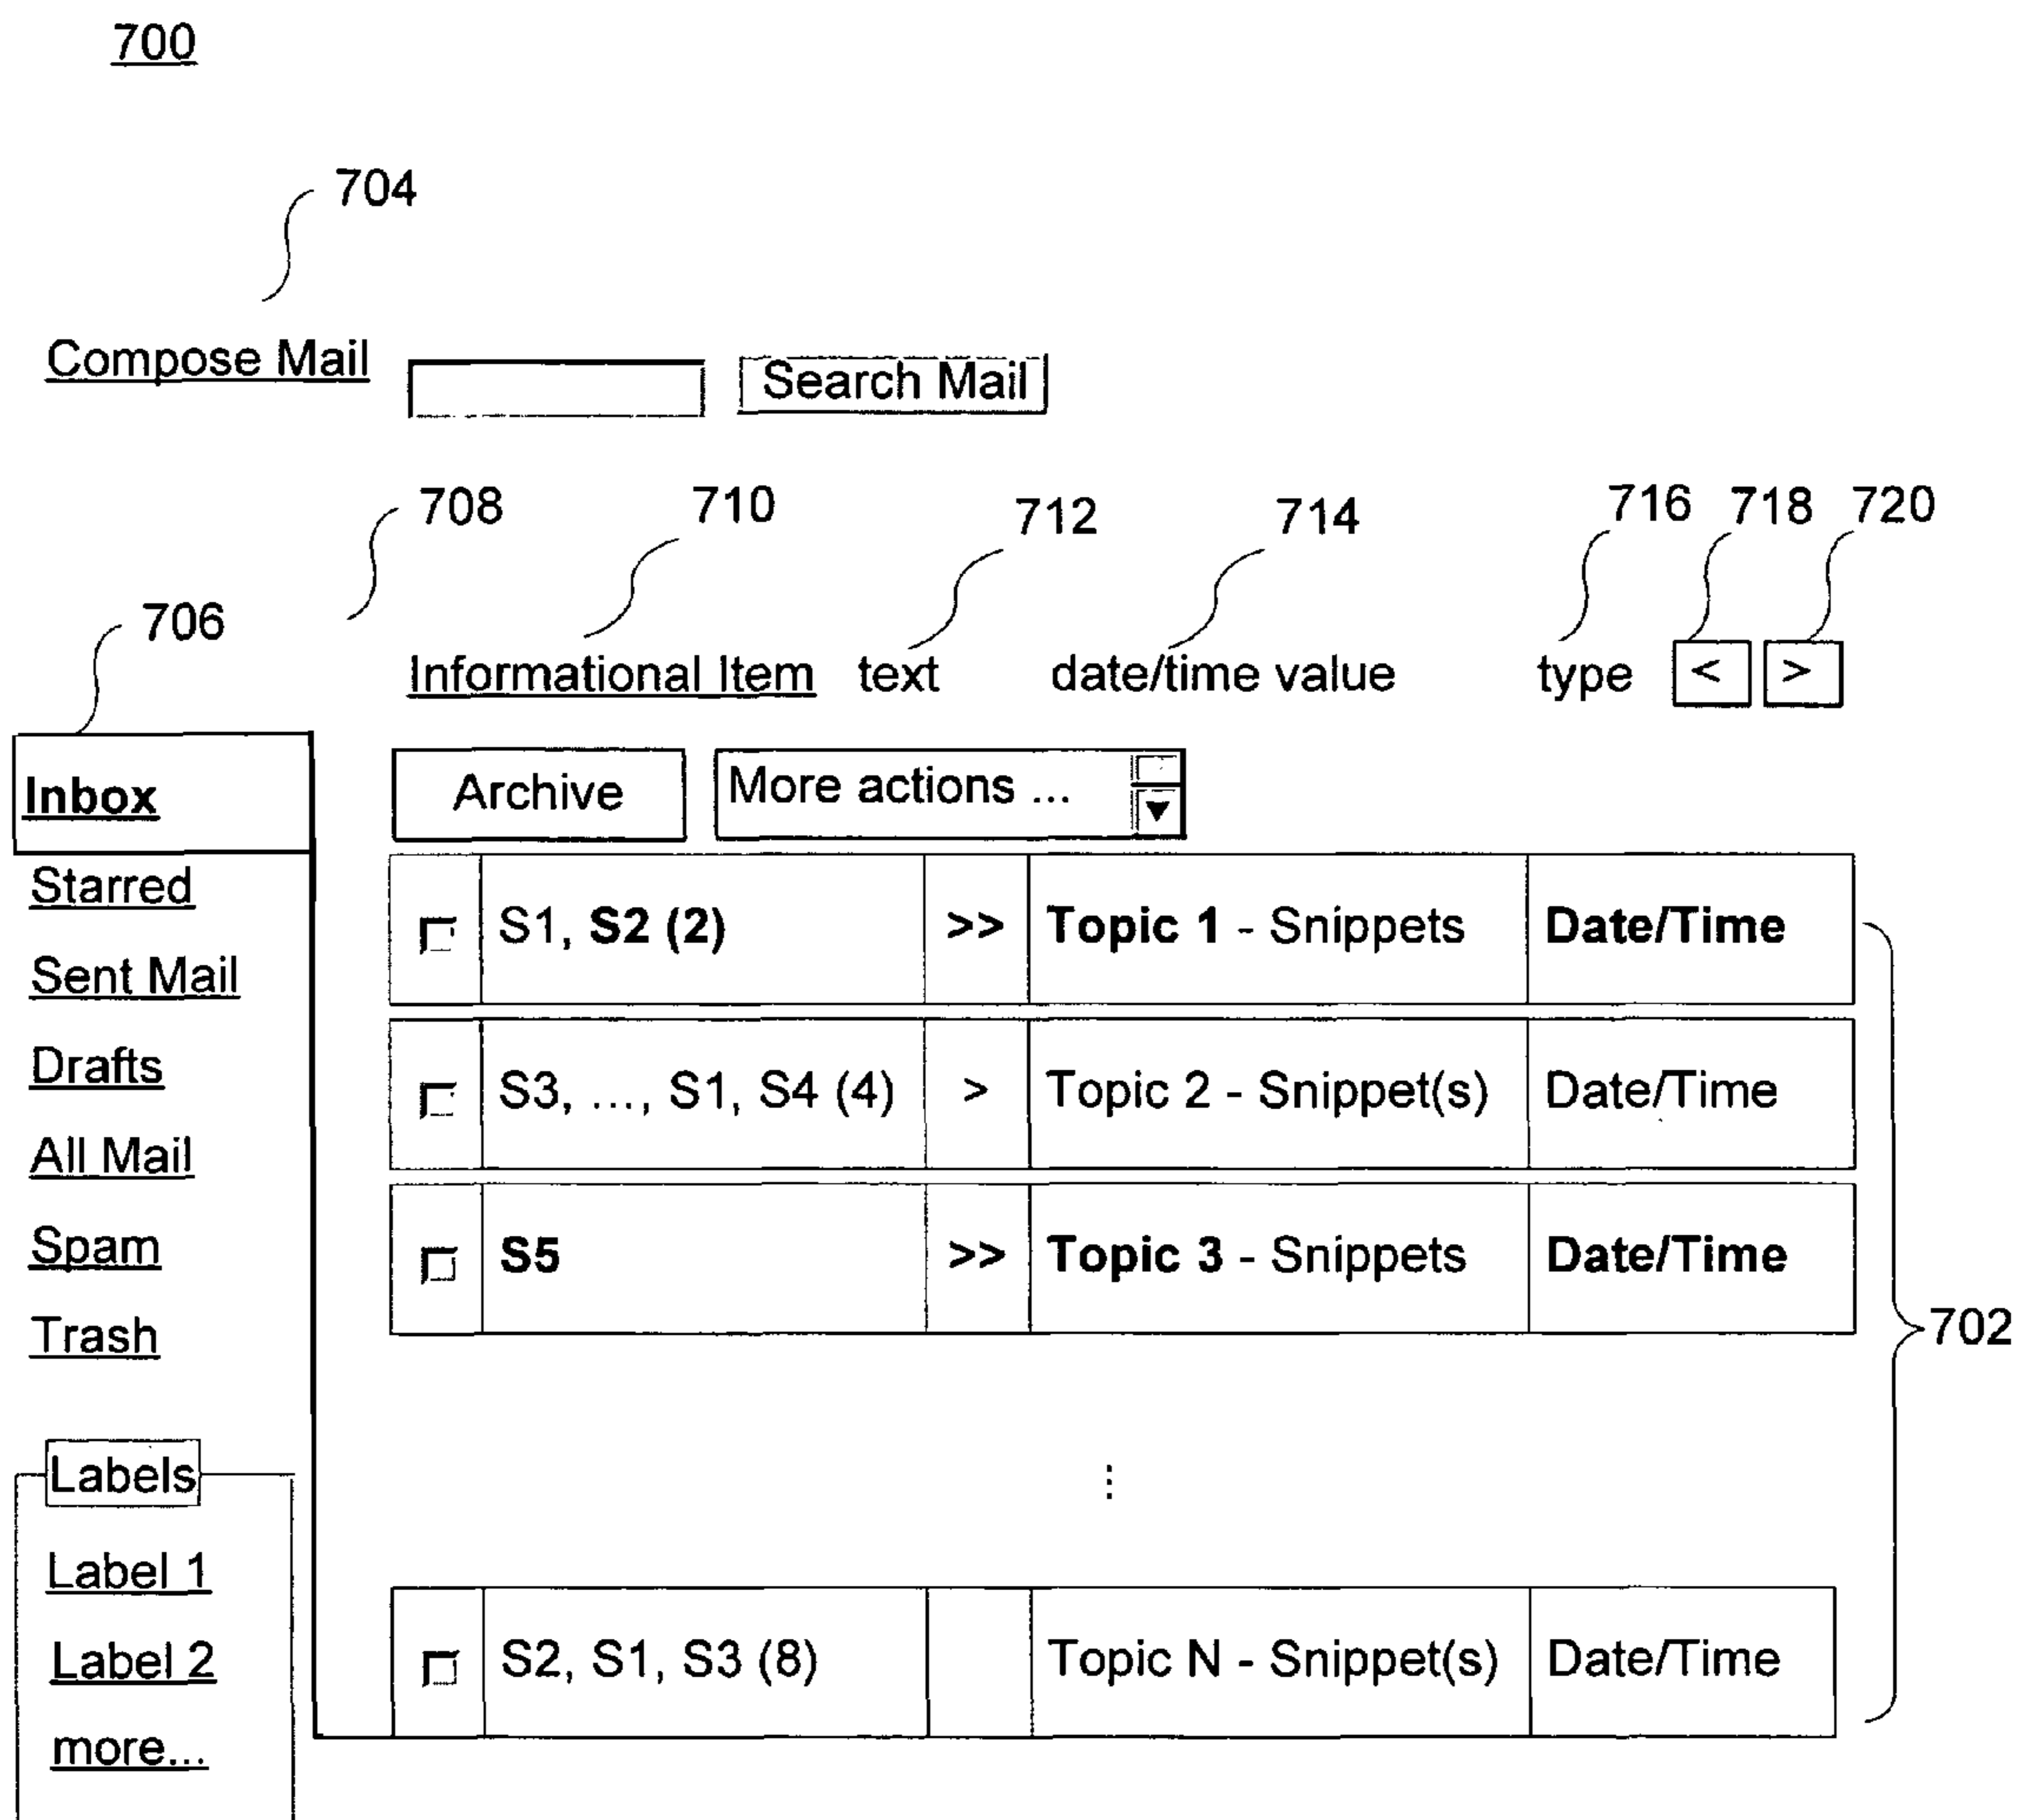 700
704
Compose Mail Search Mail
708 710 712 714 716 718 720
706
Informational Item text date/time value type < >
Inbox Archive More actions ...
Starred
S1, S2 (2) >> Topic 1 - Snippets Date/Time
Sent Mail
Drafts
S3, ..., S1, S4 (4) > Topic 2 - Snippet(s) Date/Time
All Mail
Spam
S5 >> Topic 3 - Snippets Date/Time
Trash
702
Labels
⋮
Label 1
Label 2
S2, S1, S3 (8) Topic N - Snippet(s) Date/Time
more...